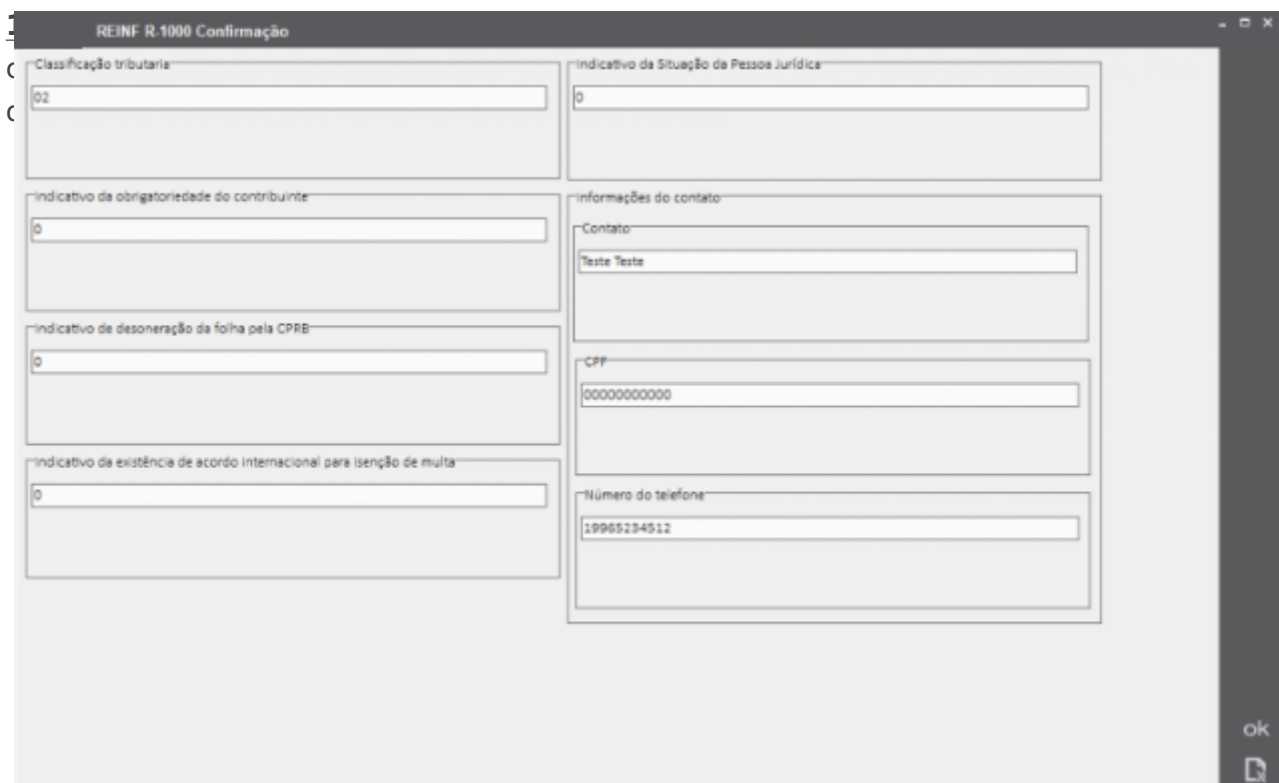 REINF R-1000 Confirmação
Classificação tributaria
02
Indicativo da obrigatoriedade do contribuinte
0
Indicativo de desoneração da folha pela CPRB
0
Indicativo da existência de acordo internacional para isenção de multa
0
Indicativo da Situação da Pessoa Jurídica
0
Informações do contato
Contato
Teste Teste
CPF
00000000000
Número do telefone
19965234512
ok